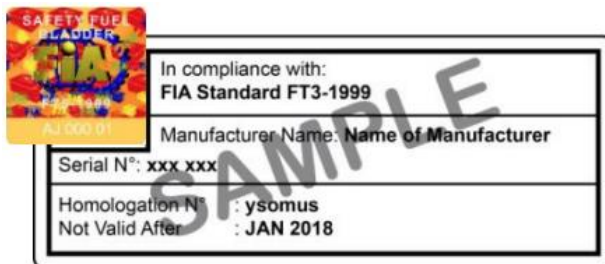 SAFETY FUEL
BLADDER
FIA
FT3-1999
AJ 000 01
In compliance with:
FIA Standard FT3-1999
Manufacturer Name: Name of Manufacturer
Serial N°: xxx xxx
Homologation N° : ysomus
Not Valid After : JAN 2018
SAMPLE